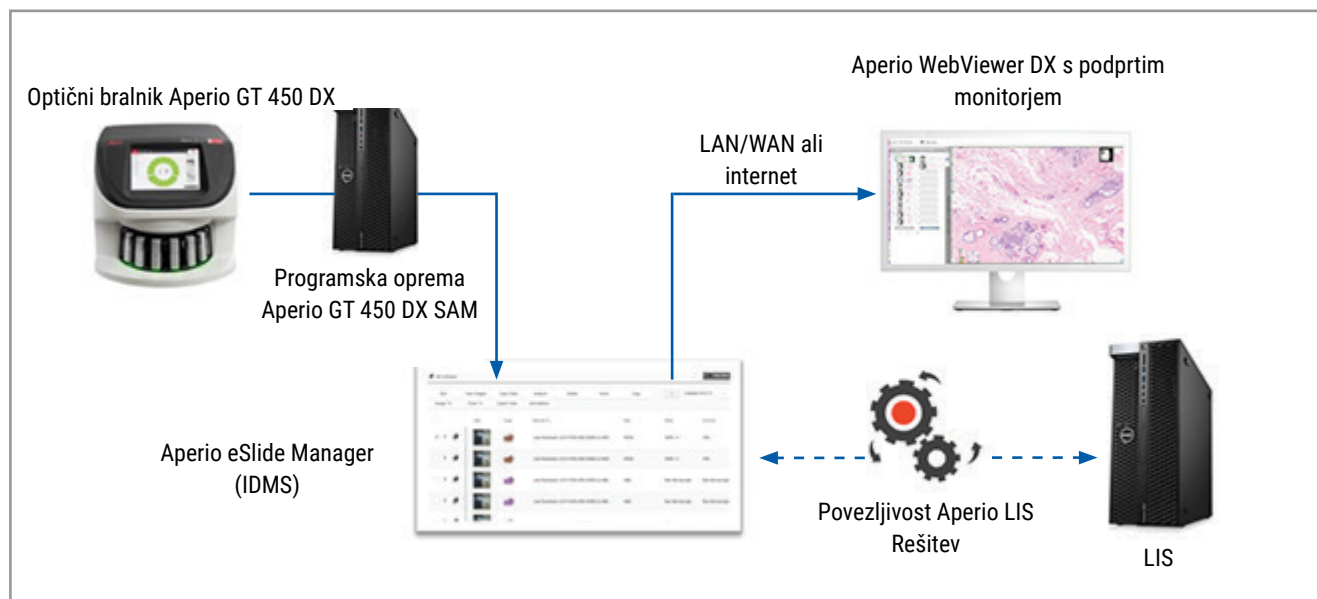 Optični bralnik Aperio GT 450 DX
Programska oprema
Aperio GT 450 DX SAM
LAN/WAN ali
internet
Aperio WebViewer DX s podprtim
monitorjem
Aperio eSlide Manager
(IDMS)
Povezljivost Aperio LIS
Rešitev
LIS